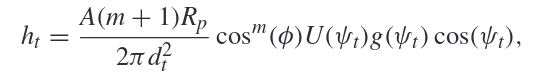 h_t = \frac{A(m + 1)R_p}{2\pi d_t^2} \cos^m(\phi)U(\psi_t)g(\psi_t)\cos(\psi_t),